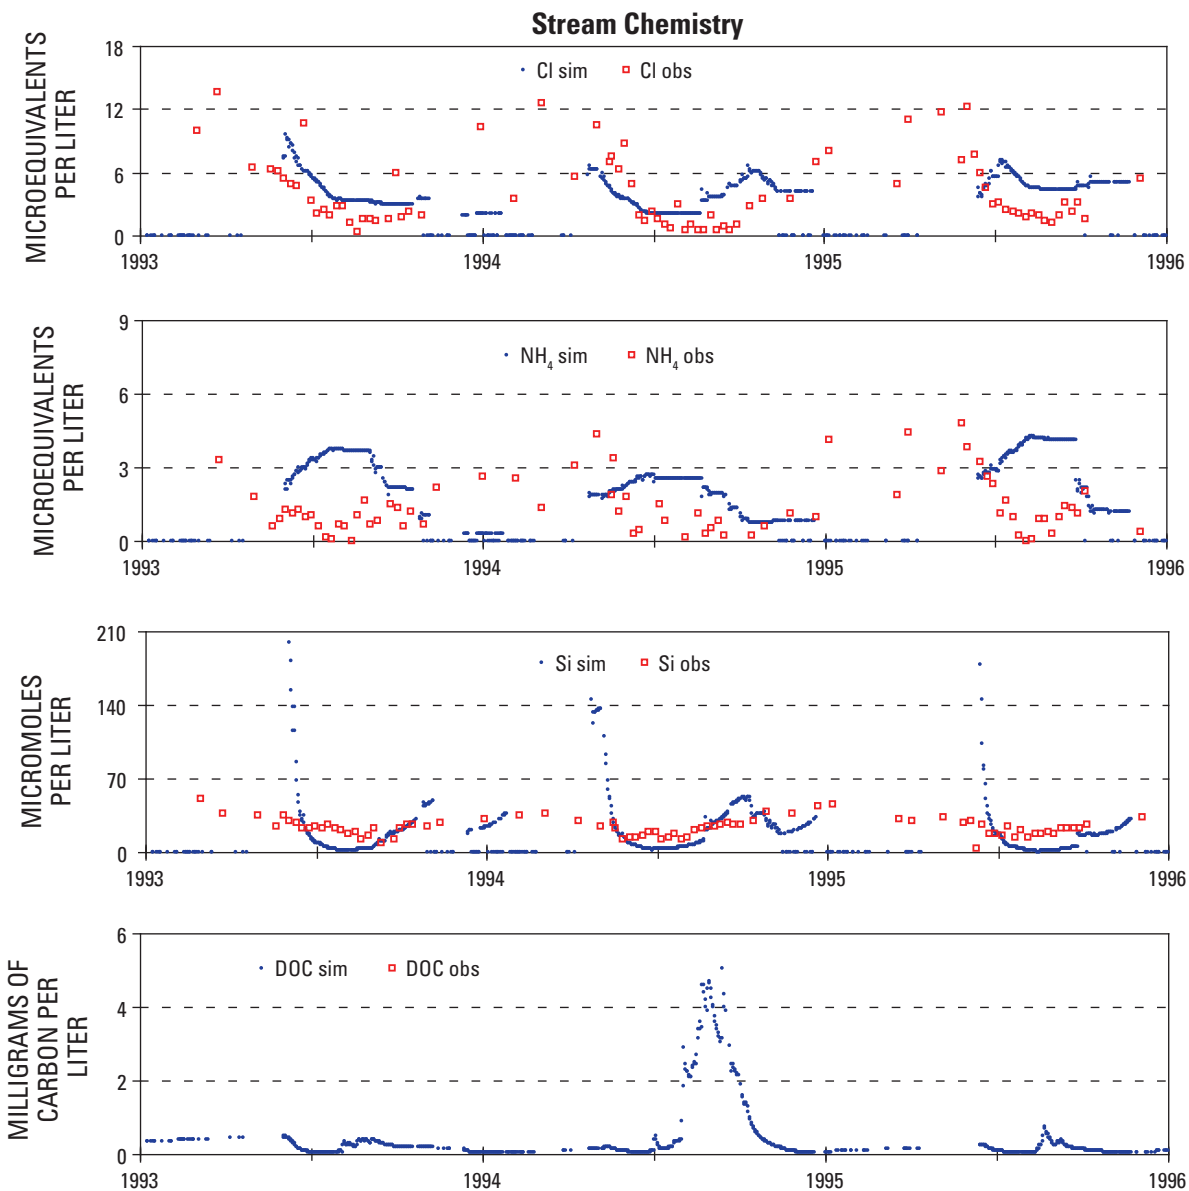 Stream Chemistry
MICROEQUIVALENTS
PER LITER
18
12
6
0
Cl sim
Cl obs
1993
1994
1995
1996
MICROEQUIVALENTS
PER LITER
9
6
3
0
NH₄ sim
NH₄ obs
1993
1994
1995
1996
MICROMOLES
PER LITER
210
140
70
0
Si sim
Si obs
1993
1994
1995
1996
MILLIGRAMS OF
CARBON PER
LITER
6
4
2
0
DOC sim
DOC obs
1993
1994
1995
1996